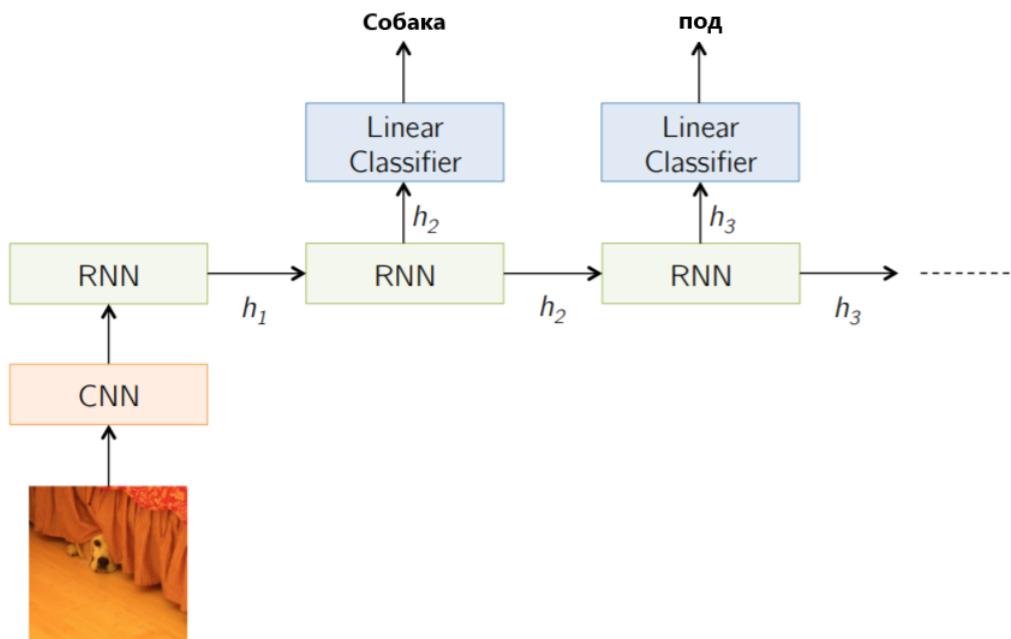 Собака
под
Linear
Classifier
Linear
Classifier
h2
h3
RNN
RNN
RNN
h1
h2
h3
CNN